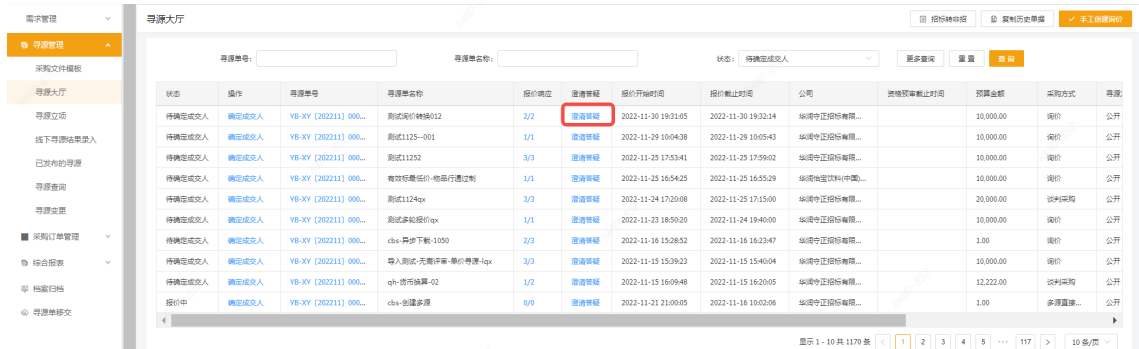 需求管理
寻源管理
采购文件模板
寻源大厅
寻源立项
线下寻源结果录入
已发布的寻源
寻源查询
寻源变更
采购订单管理
综合报表
档案归档
寻源单移交
寻源大厅
招标转非招 复制历史单据 手工创建询价
寻源单号： 寻源单名称： 状态： 待确定成交人 更多查询 重置 查询
状态 操作 寻源单号 寻源单名称 报价响应 澄清答疑 报价开始时间 报价截止时间 公司 资格预审截止时间 预算金额 采购方式 寻源
待确定成交人 确定成交人 YB-XY [202211] 000... 测试询价转换012 2/2 澄清答疑 2022-11-30 19:31:05 2022-11-30 19:32:14 华润守正招标有限... 10,000.00 询价 公开
待确定成交人 确定成交人 YB-XY [202211] 000... 测试1125--001 1/1 澄清答疑 2022-11-29 10:04:38 2022-11-29 10:05:43 华润守正招标有限... 10,000.00 询价 公开
待确定成交人 确定成交人 YB-XY [202211] 000... 测试11252 3/3 澄清答疑 2022-11-25 17:53:41 2022-11-25 17:59:02 华润守正招标有限... 10,000.00 询价 公开
待确定成交人 确定成交人 YB-XY [202211] 000... 有效标最低价-物品行通过制 1/1 澄清答疑 2022-11-25 16:54:25 2022-11-25 16:55:29 华润怡宝饮料(中国)... 10,000.00 询价 公开
待确定成交人 确定成交人 YB-XY [202211] 000... 测试1124qx 3/3 澄清答疑 2022-11-24 17:20:08 2022-11-25 17:15:00 华润守正招标有限... 20,000.00 谈判采购 公开
待确定成交人 确定成交人 YB-XY [202211] 000... 测试多轮报价qx 1/1 澄清答疑 2022-11-23 18:50:20 2022-11-24 19:40:00 华润守正招标有限... 10,000.00 询价 公开
待确定成交人 确定成交人 YB-XY [202211] 000... cbs-异步下载-1050 2/3 澄清答疑 2022-11-16 15:28:52 2022-11-16 16:23:47 华润守正招标有限... 1.00 询价 公开
待确定成交人 确定成交人 YB-XY [202211] 000... 导入测试-无需评审-单价寻源-lqx 3/3 澄清答疑 2022-11-15 15:39:23 2022-11-15 15:40:04 华润守正招标有限... 10,000.00 询价 公开
待确定成交人 确定成交人 YB-XY [202211] 000... qh-货币换算-02 1/2 澄清答疑 2022-11-15 16:09:48 2022-11-15 16:20:05 华润守正招标有限... 12,222.00 谈判采购 公开
报价中 确定成交人 YB-XY [202211] 000... cbs-创建多源 0/0 澄清答疑 2022-11-21 21:00:05 2022-11-16 10:02:06 华润守正招标有限... 1.00 多源直接... 公开
显示 1 - 10 共 1170 条 < 1 2 3 4 5 ··· 117 > 10 条/页